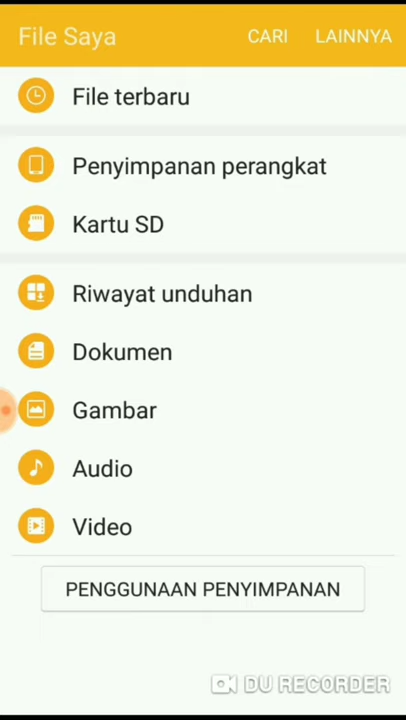 File Saya CARI LAINNYA
File terbaru
Penyimpanan perangkat
Kartu SD
Riwayat unduhan
Dokumen
Gambar
Audio
Video
PENGGUNAAN PENYIMPANAN
DU RECORDER